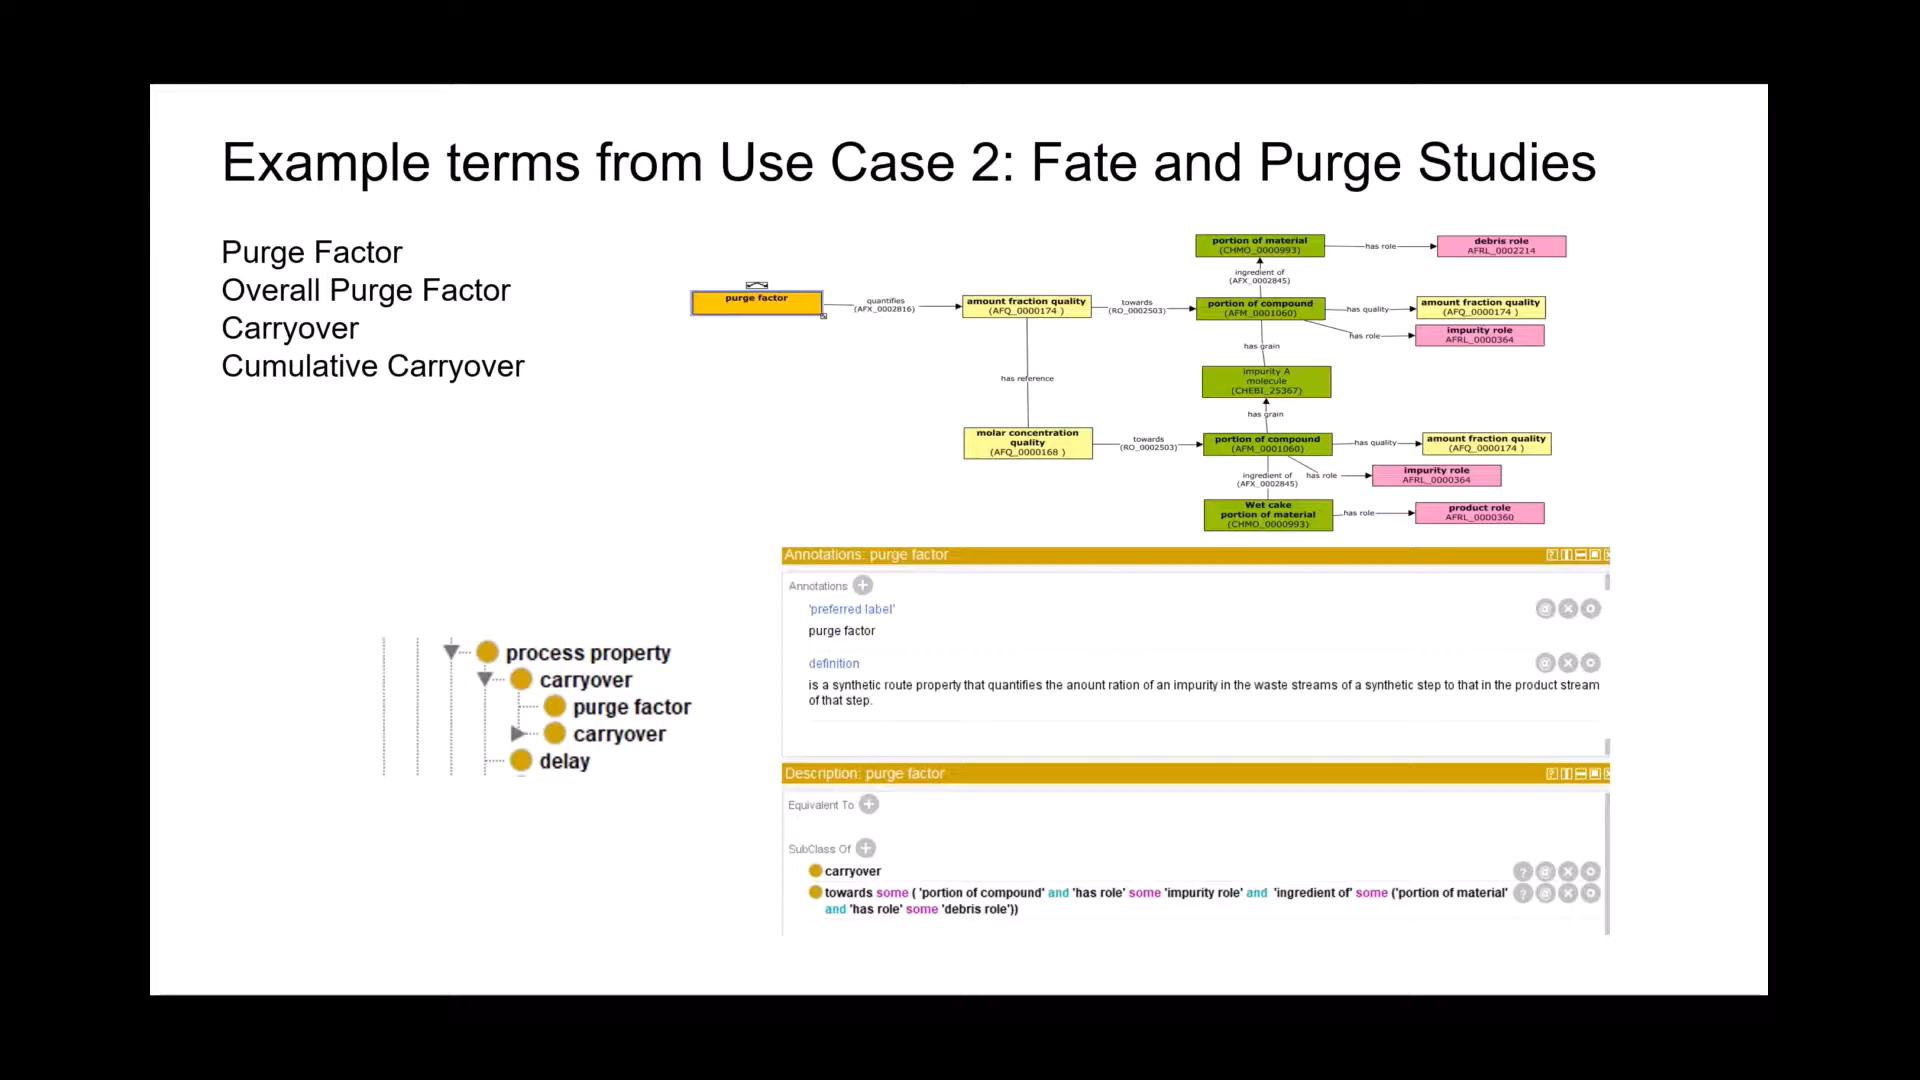 Example terms from Use Case 2: Fate and Purge Studies
Purge Factor
Overall Purge Factor
Carryover
Cumulative Carryover
portion of material
(CHMO_0000993)
has role
debris role
AFRL_0002214
ingredient of
(AFX_0002845)
purge factor
quantifies
(AFX_0002816)
amount fraction quality
(AFQ_0000174 )
towards
(RO_0002503)
portion of compound
(AFM_0001060)
has quality
amount fraction quality
(AFQ_0000174 )
has role
impurity role
AFRL_0000364
has grain
has reference
impurity A
molecule
(CHEBI_25367)
has grain
molar concentration
quality
(AFQ_0000168 )
towards
(RO_0002503)
portion of compound
(AFM_0001060)
has quality
amount fraction quality
(AFQ_0000174 )
ingredient of
(AFX_0002845)
has role
impurity role
AFRL_0000364
Wet cake
portion of material
(CHMO_0000993)
has role
product role
AFRL_0000360
process property
carryover
purge factor
carryover
delay
Annotations: purge factor
Annotations
'preferred label'
purge factor
definition
is a synthetic route property that quantifies the amount ration of an impurity in the waste streams of a synthetic step to that in the product stream
of that step.
Description: purge factor
Equivalent To
SubClass Of
carryover
towards some ( 'portion of compound' and 'has role' some 'impurity role' and 'ingredient of' some ('portion of material'
and 'has role' some 'debris role'))